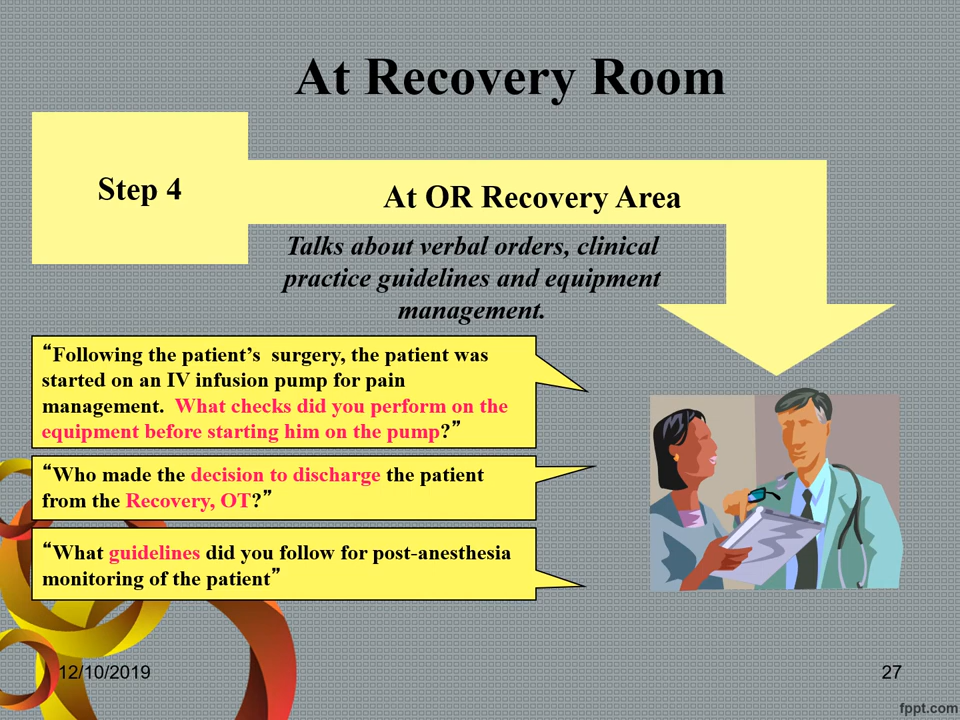 At Recovery Room
Step 4
At OR Recovery Area
Talks about verbal orders, clinical
practice guidelines and equipment
management.
“Following the patient’s  surgery, the patient was
started on an IV infusion pump for pain
management.  What checks did you perform on the
equipment before starting him on the pump?”
“Who made the decision to discharge the patient
from the Recovery, OT?”
“What guidelines did you follow for post-anesthesia
monitoring of the patient”
12/10/2019
27
fppt.com